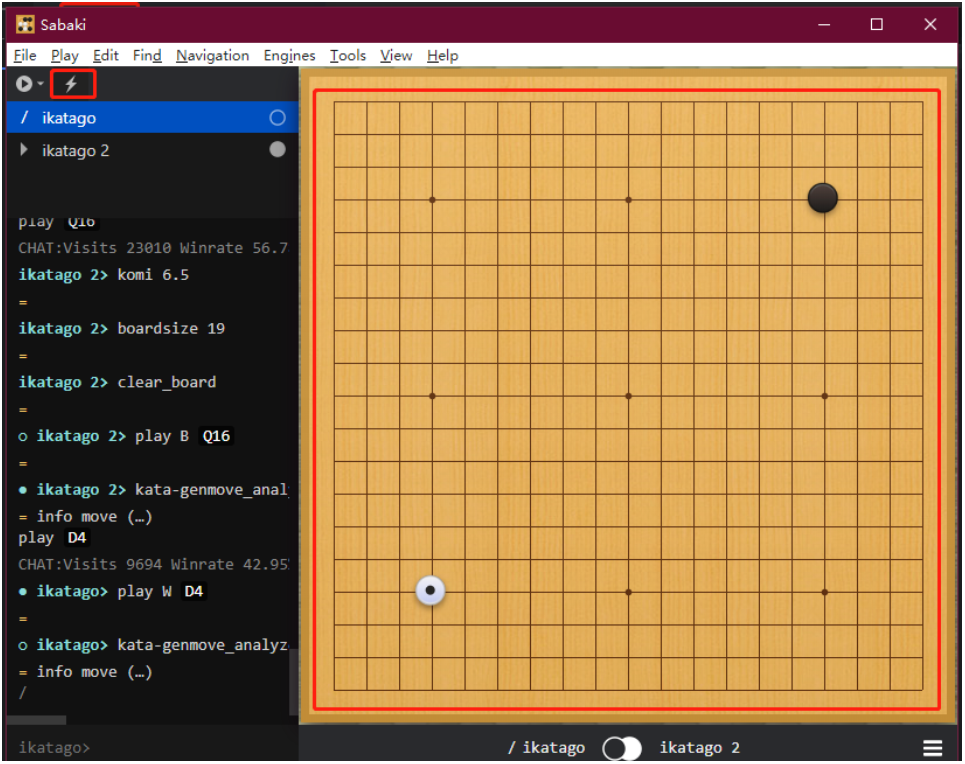 Sabaki
File Play Edit Find Navigation Engines Tools View Help
/ ikatago
ikatago 2
play Q16
CHAT:Visits 23010 Winrate 56.7
ikatago 2> komi 6.5
=
ikatago 2> boardsize 19
=
ikatago 2> clear_board
=
ikatago 2> play B Q16
=
ikatago 2> kata-genmove_anal
= info move (…)
play D4
CHAT:Visits 9694 Winrate 42.95
ikatago> play W D4
=
ikatago> kata-genmove_analyz
= info move (…)
/
ikatago>
/ ikatago ikatago 2